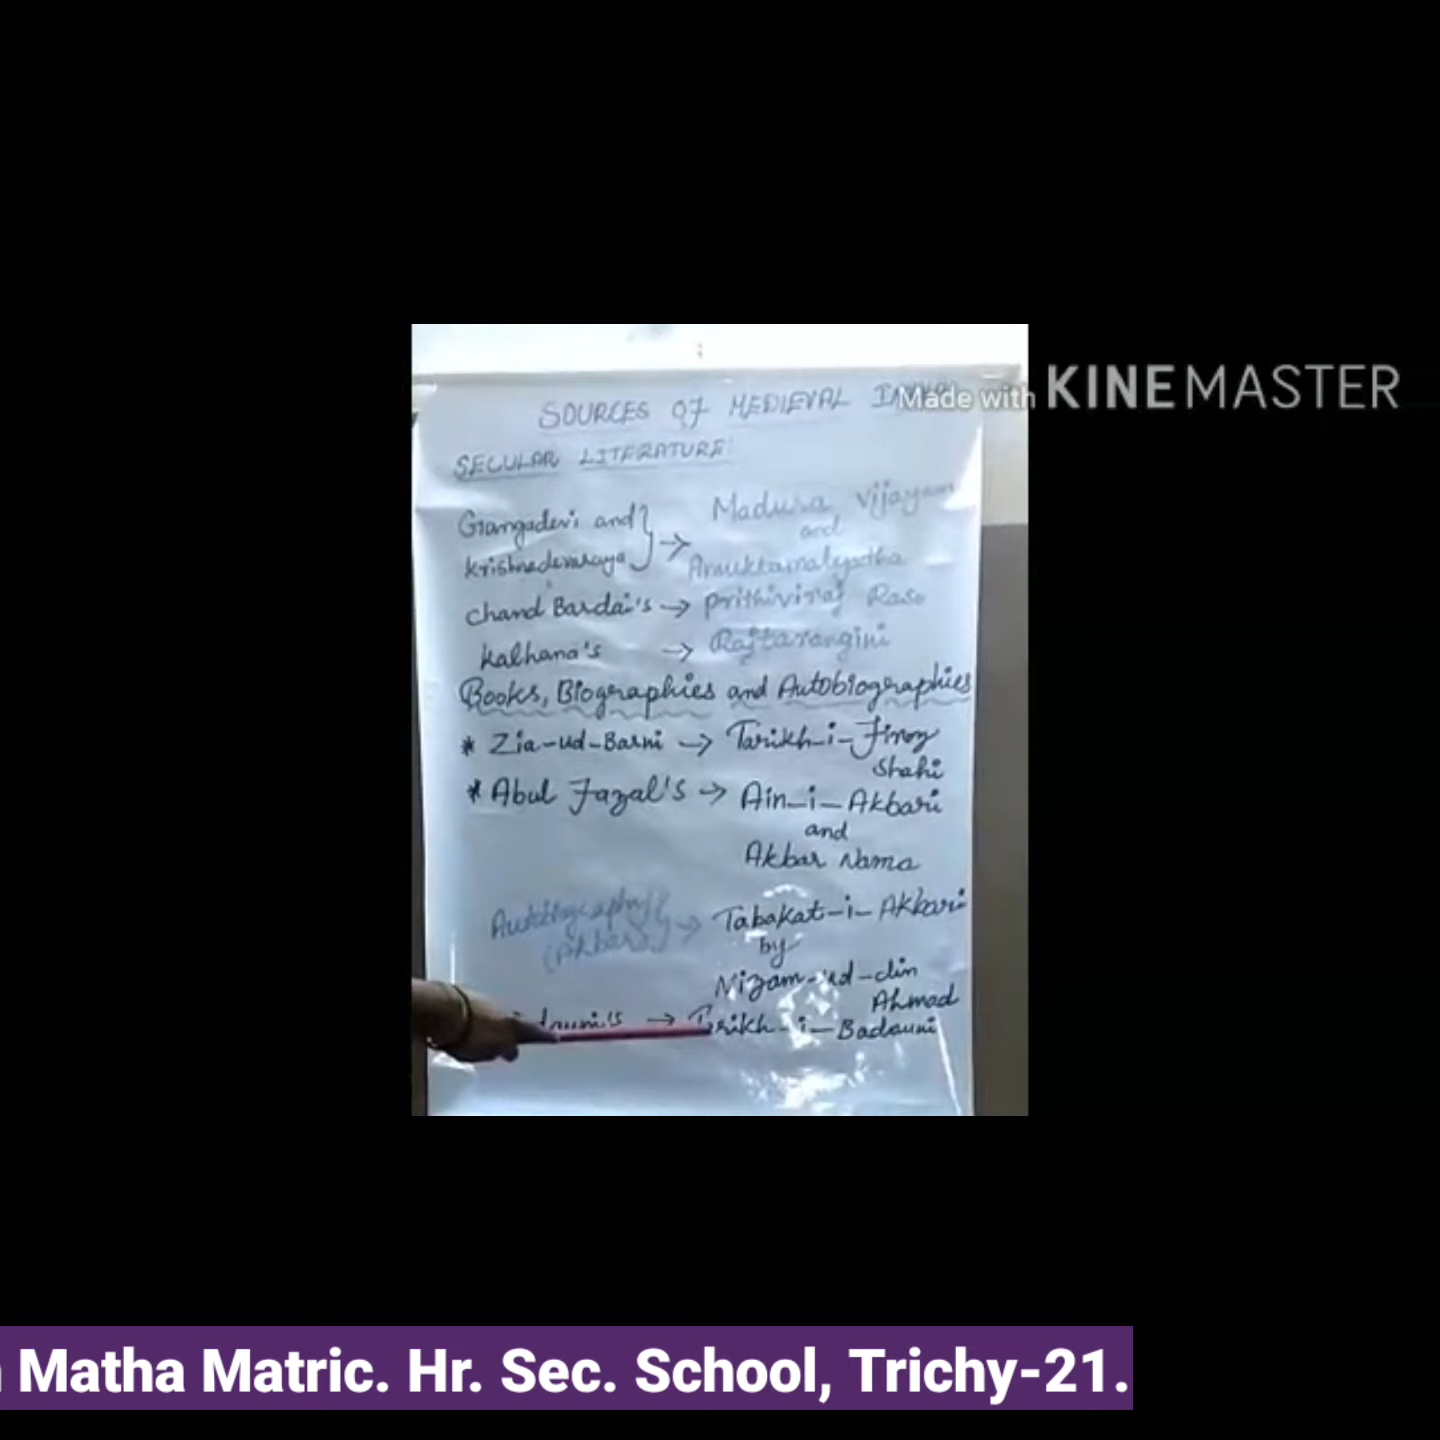 Made with KINEMASTER
SOURCES OF MEDIEVAL
SECULAR LITERATURE:
Gangadevi and
Krishnadevaraya
→ Madura Vijayam
and
Amuktamalyatha
Chand Bardai's → Prithiviraj Raso
Kalhana's → Rajtarangini
Books, Biographies and Autobiographies
* Zia-ud-Barni → Tarikh-i-Firoz
Shahi
* Abul Fazal's → Ain-i-Akbari
and
Akbar Nama
Autobiography
(Akbar) → Tabakat-i-Akbari
by
Nizam-ud-din
Ahmad
→ Tarikh-i-Badauni
Matha Matric. Hr. Sec. School, Trichy-21.